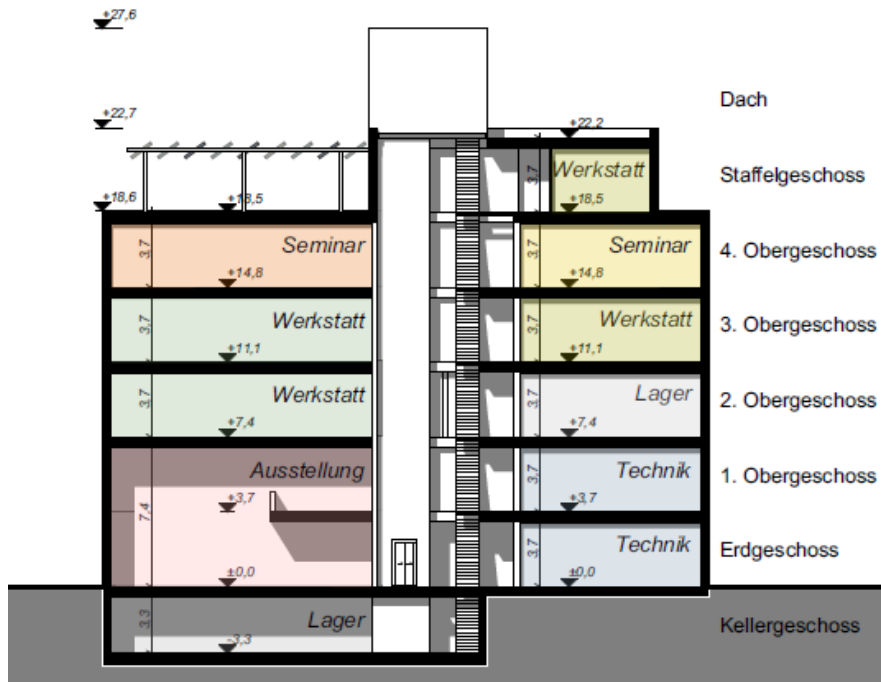 +27,6
Dach
+22,7
+22,2
Staffelgeschoss
Werkstatt
3,7
+18,6
+18,5
+18,5
4. Obergeschoss
3,7
Seminar
+14,8
3,7
Seminar
+14,8
3. Obergeschoss
3,7
Werkstatt
+11,1
3,7
Werkstatt
+11,1
2. Obergeschoss
3,7
Werkstatt
+7,4
3,7
Lager
+7,4
1. Obergeschoss
Ausstellung
+3,7
7,4
3,7
Technik
+3,7
Erdgeschoss
±0,0
3,7
Technik
±0,0
Kellergeschoss
3,3
Lager
-3,3